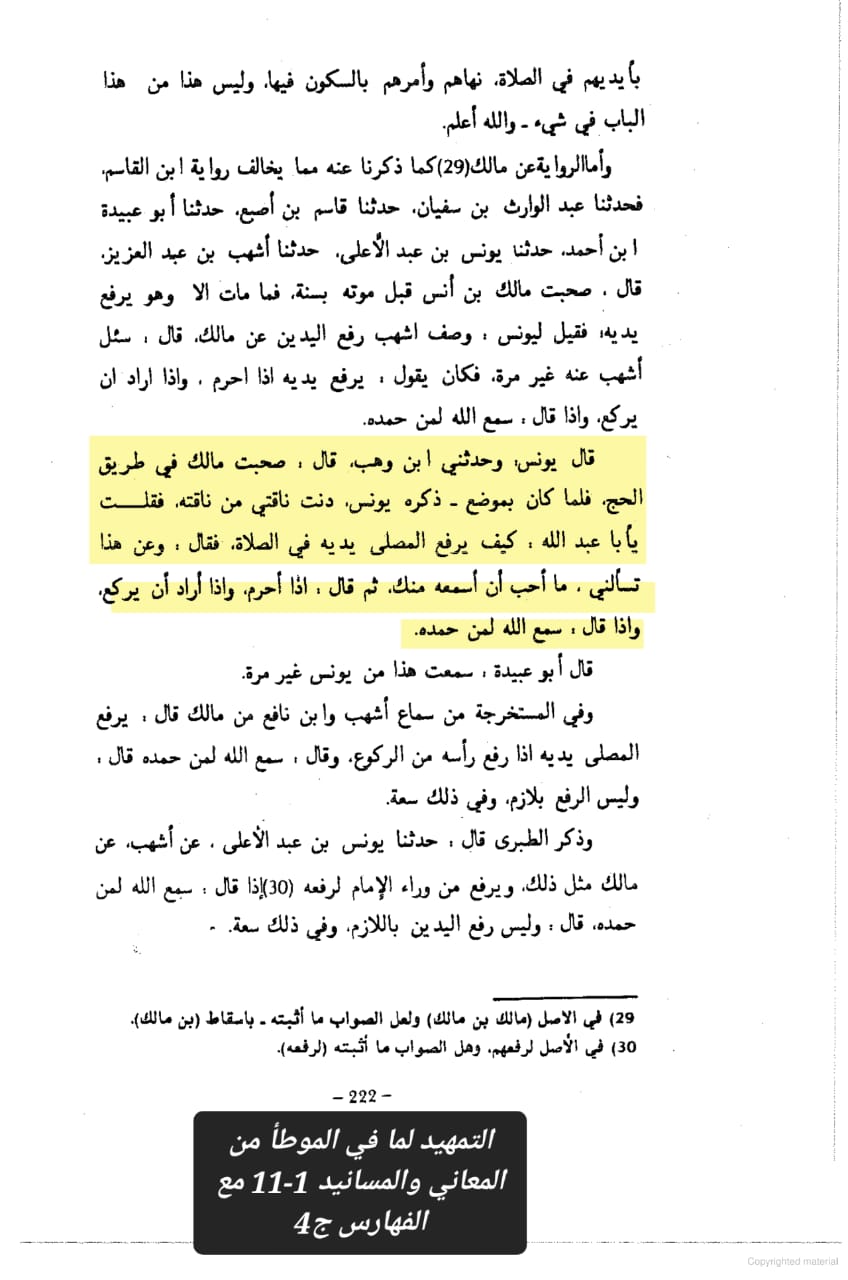 بأيديهم في الصلاة، نهاهم وأمرهم بالسكون فيها، وليس هذا من هذا
الباب في شيء ـ والله أعلم.
وأماالروايةعن مالك(29)كما ذكرنا عنه مما يخالف رواية ابن القاسم،
فحدثنا عبد الوارث بن سفيان، حدثنا قاسم بن أصبع، حدثنا أبو عبيدة
ابن أحمد، حدثنا يونس بن عبد الأعلى، حدثنا أشهب بن عبد العزيز،
قال : صحبت مالك بن أنس قبل موته بسنة، فما مات الا وهو يرفع
يديه؛ فقيل ليونس : وصف اشهب رفع اليدين عن مالك، قال : سئل
أشهب عنه غير مرة، فكان يقول : يرفع يديه اذا احرم ، واذا اراد ان
يركع، واذا قال : سمع الله لمن حمده.
قال يونس: وحدثني ابن وهب، قال : صحبت مالك في طريق
الحج، فلما كان بموضع ـ ذكره يونس، دنت ناقتي من ناقته، فقلـــت
يأبا عبد الله : كيف يرفع المصلى يديه في الصلاة، فقال : وعن هذا
تسألني ، ما أحب أن أسمعه منك، ثم قال : اذا أحرم، واذا أراد أن يركع،
واذا قال : سمع الله لمن حمده.
قال أبو عبيدة : سمعت هذا من يونس غير مرة.
وفي المستخرجة من سماع أشهب وابن نافع من مالك قال : يرفع
المصلى يديه اذا رفع رأسه من الركوع، وقال : سمع الله لمن حمده قال :
وليس الرفع بلازم، وفي ذلك سعة.
وذكر الطبرى قال : حدثنا يونس بن عبد الأعلى ، عن أشهب، عن
مالك مثل ذلك، ويرفع من وراء الإمام لرفعه (30)إذا قال : سمع الله لمن
حمده، قال : وليس رفع اليدين باللازم، وفي ذلك سعة.
29) في الاصل (مالك بن مالك) ولعل الصواب ما أثبته ـ باسقاط (بن مالك).
30) في الأصل لرفعهم، وهل الصواب ما أثبته (لرفعه).
– 222 –
التمهيد لما في الموطأ من
المعاني والمسانيد 1-11 مع
الفهارس ج4
Copyrighted material